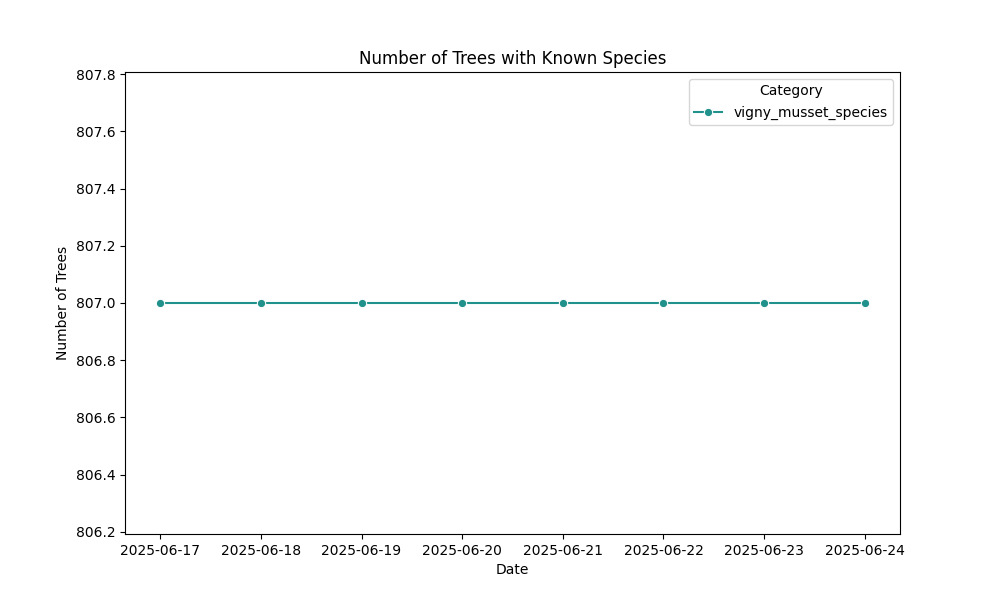 Number of Trees with Known Species
Category
vigny_musset_species
Number of Trees
807.8
807.6
807.4
807.2
807.0
806.8
806.6
806.4
806.2
2025-06-17 2025-06-18 2025-06-19 2025-06-20 2025-06-21 2025-06-22 2025-06-23 2025-06-24
Date